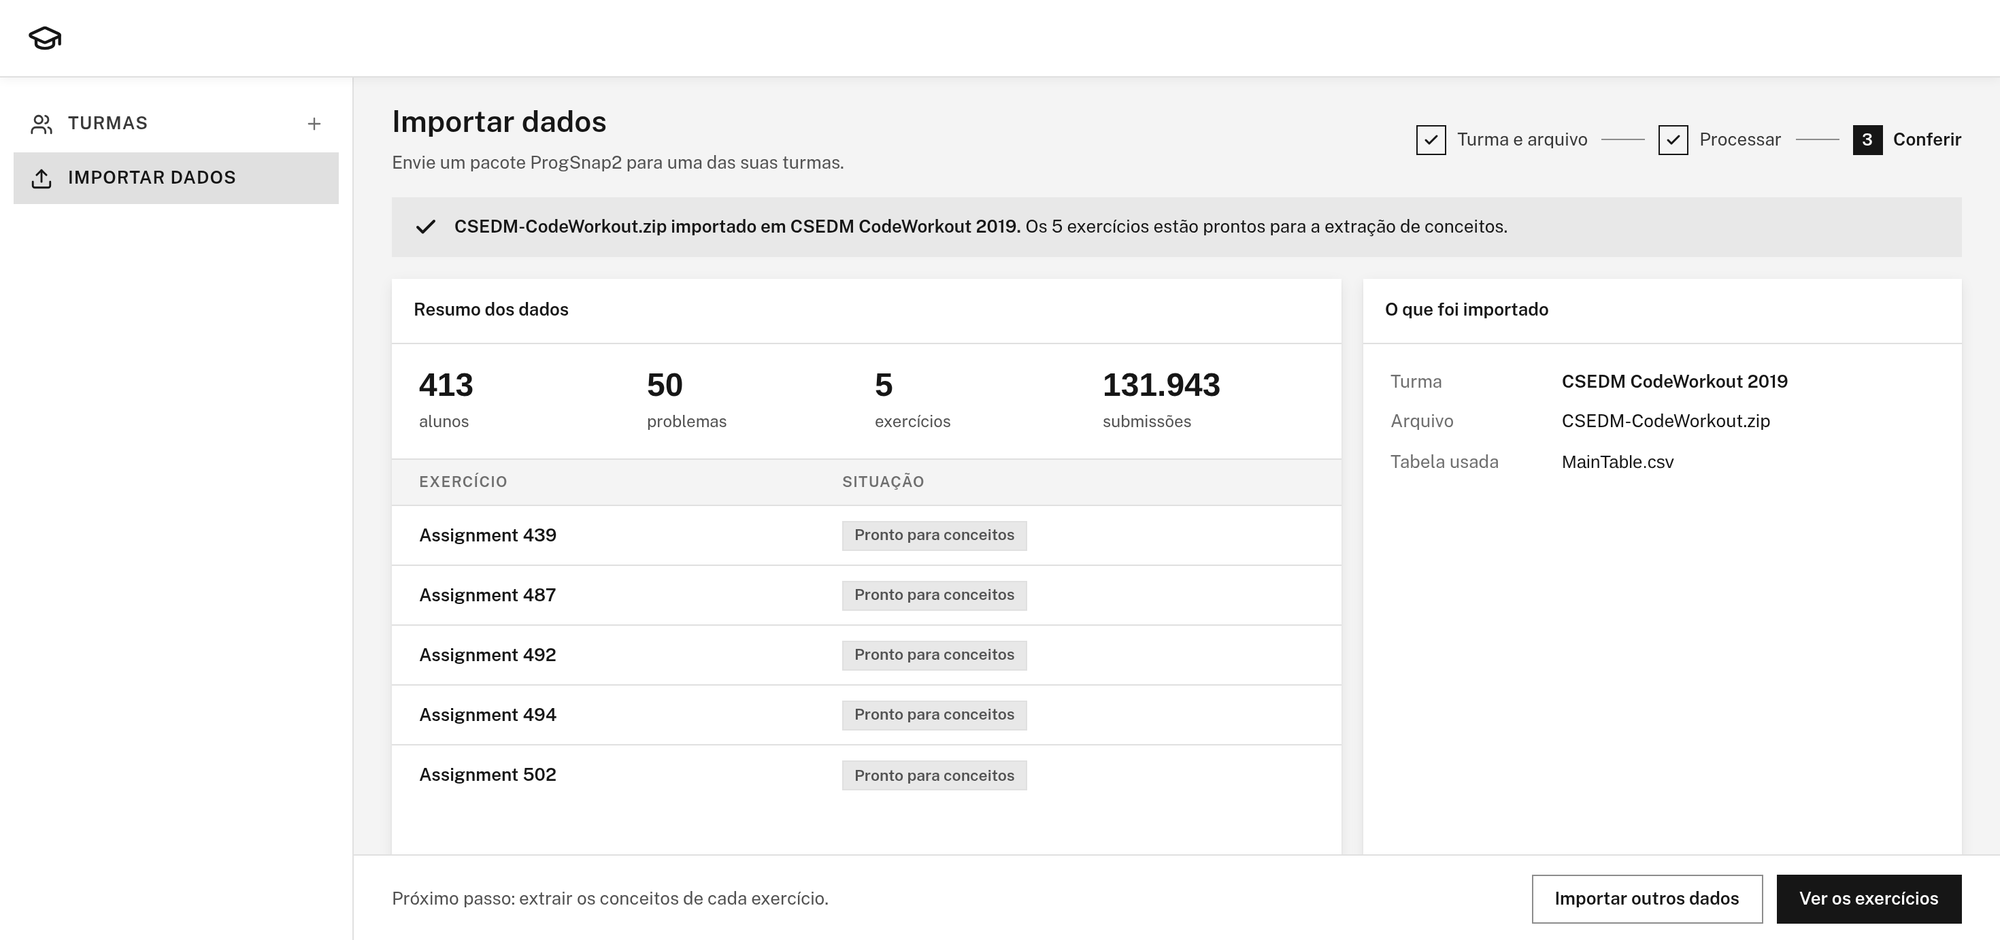 TURMAS
IMPORTAR DADOS
Importar dados
Envie um pacote ProgSnap2 para uma das suas turmas.
Turma e arquivo
Processar
3 Conferir
CSEDM-CodeWorkout.zip importado em CSEDM CodeWorkout 2019. Os 5 exercícios estão prontos para a extração de conceitos.
Resumo dos dados
413 50 5 131.943
alunos problemas exercícios submissões
EXERCÍCIO SITUAÇÃO
Assignment 439 Pronto para conceitos
Assignment 487 Pronto para conceitos
Assignment 492 Pronto para conceitos
Assignment 494 Pronto para conceitos
Assignment 502 Pronto para conceitos
O que foi importado
Turma CSEDM CodeWorkout 2019
Arquivo CSEDM-CodeWorkout.zip
Tabela usada MainTable.csv
Próximo passo: extrair os conceitos de cada exercício.
Importar outros dados
Ver os exercícios